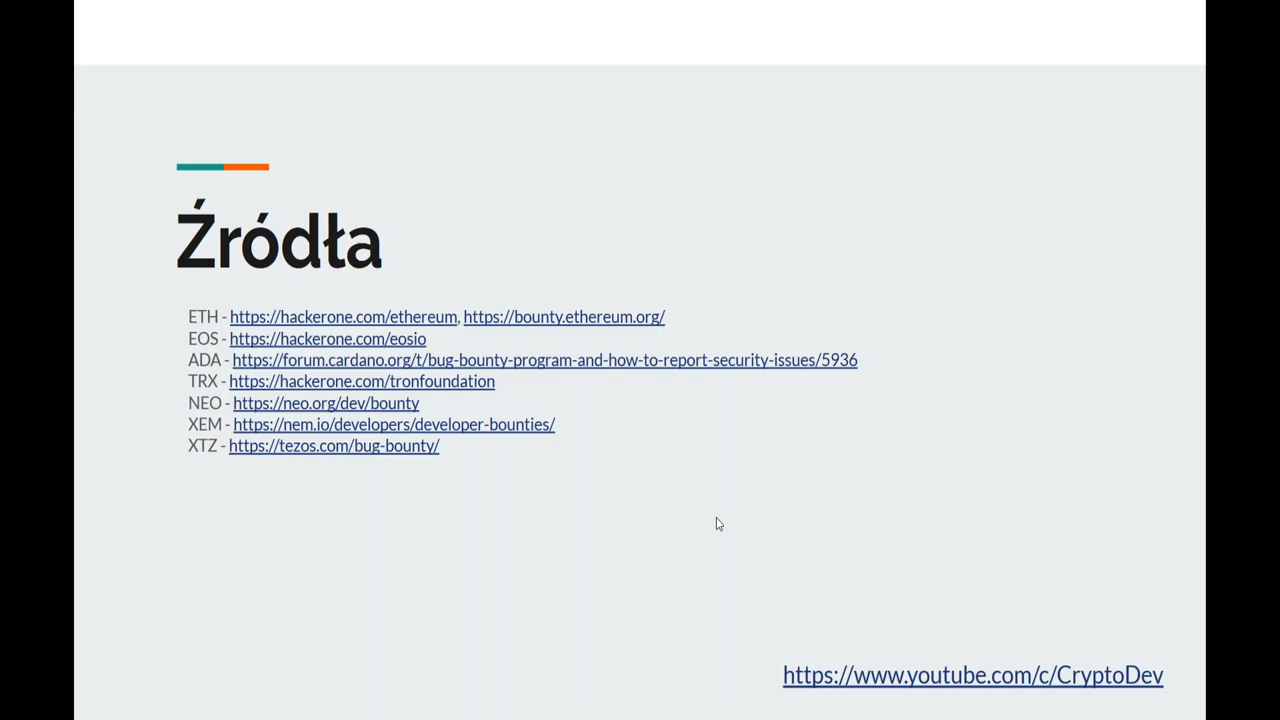 Źródła
ETH - https://hackerone.com/ethereum, https://bounty.ethereum.org/
EOS - https://hackerone.com/eosio
ADA - https://forum.cardano.org/t/bug-bounty-program-and-how-to-report-security-issues/5936
TRX - https://hackerone.com/tronfoundation
NEO - https://neo.org/dev/bounty
XEM - https://nem.io/developers/developer-bounties/
XTZ - https://tezos.com/bug-bounty/
https://www.youtube.com/c/CryptoDev